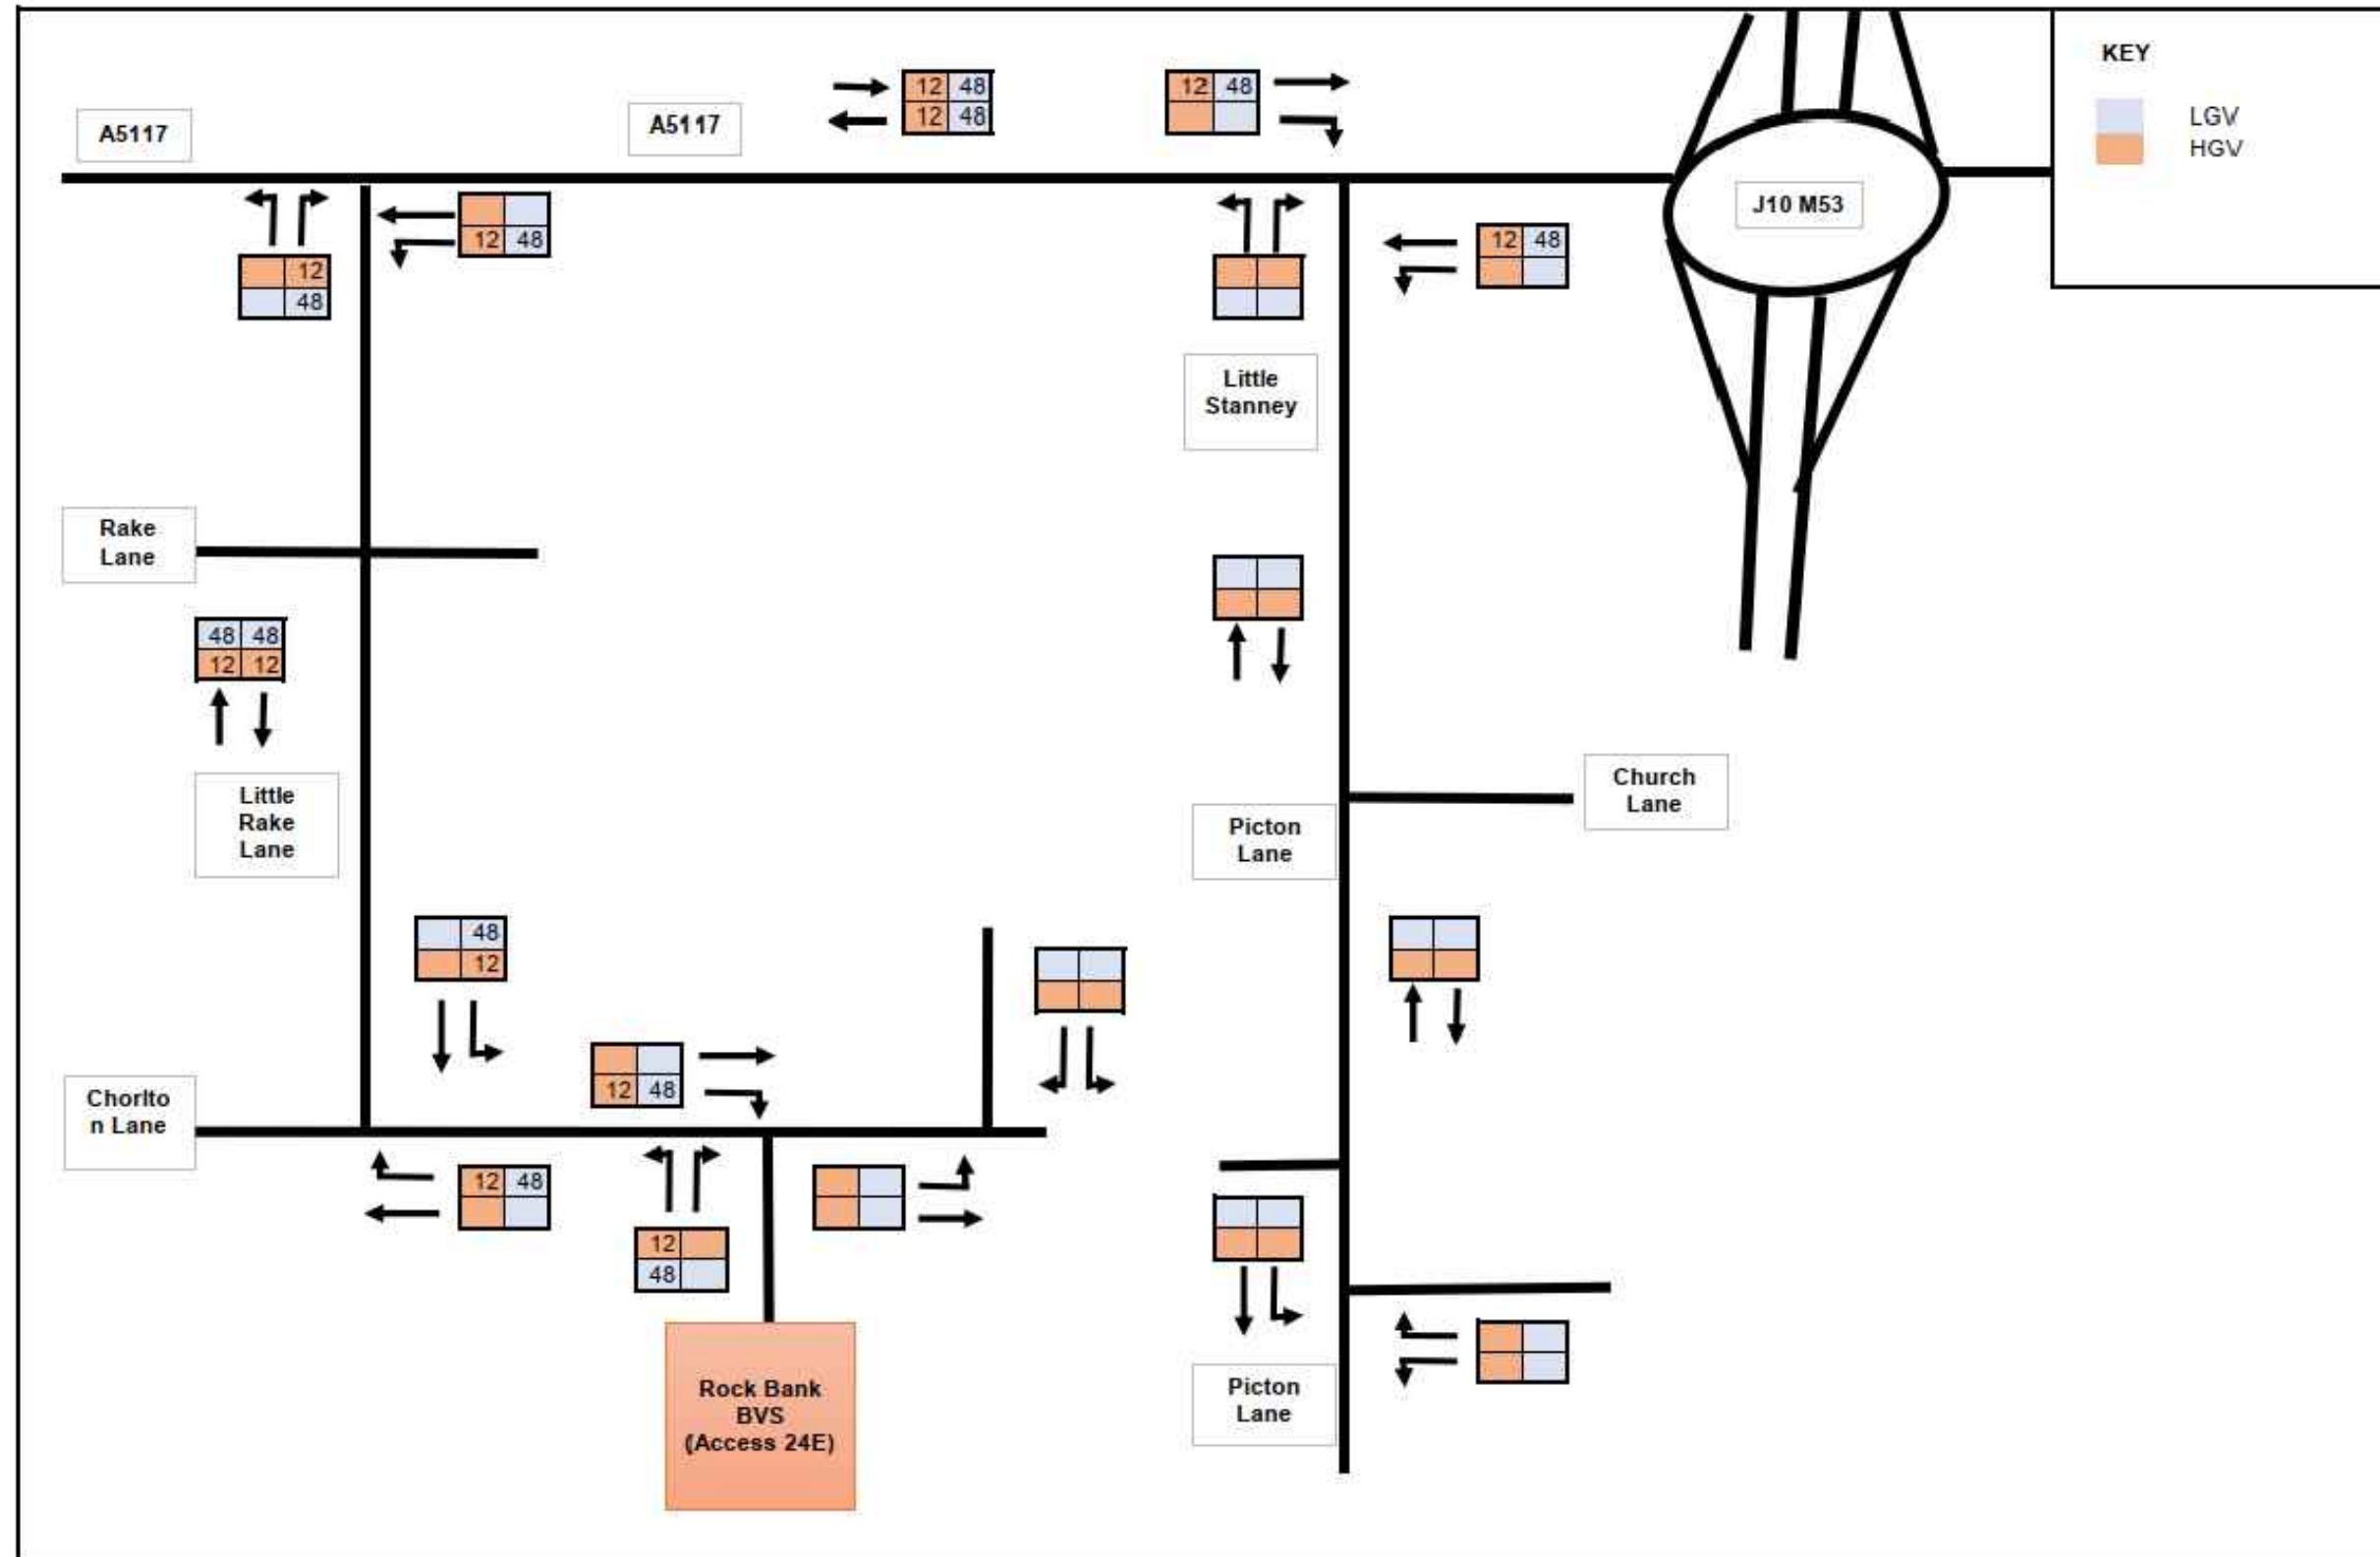 KEY
LGV
HGV
A5117
A5117
12 48
12 48
12 48
J10 M53
12 48
12
48
12 48
Little
Stanney
Rake
Lane
48 48
12 12
Little
Rake
Lane
Church
Lane
Picton
Lane
48
12
12 48
Chorlto
n Lane
12 48
12
48
Rock Bank
BVS
(Access 24E)
Picton
Lane